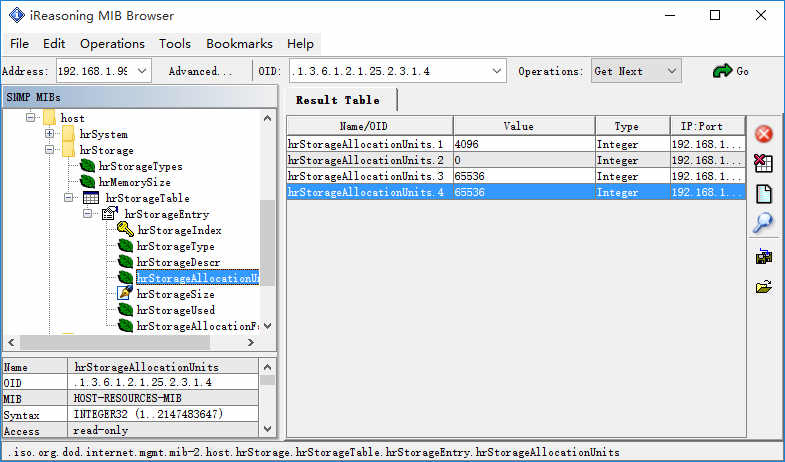 iReasoning MIB Browser
File Edit Operations Tools Bookmarks Help
Address: 192.168.1.99 Advanced... OID: .1.3.6.1.2.1.25.2.3.1.4 Operations: Get Next Go
SNMP MIBs
host
hrSystem
hrStorage
hrStorageTypes
hrMemorySize
hrStorageTable
hrStorageEntry
hrStorageIndex
hrStorageType
hrStorageDescr
hrStorageAllocationU
hrStorageSize
hrStorageUsed
hrStorageAllocationF
Name hrStorageAllocationUnits
OID .1.3.6.1.2.1.25.2.3.1.4
MIB HOST-RESOURCES-MIB
Syntax INTEGER32 (1..2147483647)
Access read-only
Result Table
Name/OID Value Type IP:Port
hrStorageAllocationUnits.1 4096 Integer 192.168.1...
hrStorageAllocationUnits.2 0 Integer 192.168.1...
hrStorageAllocationUnits.3 65536 Integer 192.168.1...
hrStorageAllocationUnits.4 65536 Integer 192.168.1...
.iso.org.dod.internet.mgmt.mib-2.host.hrStorage.hrStorageTable.hrStorageEntry.hrStorageAllocationUnits